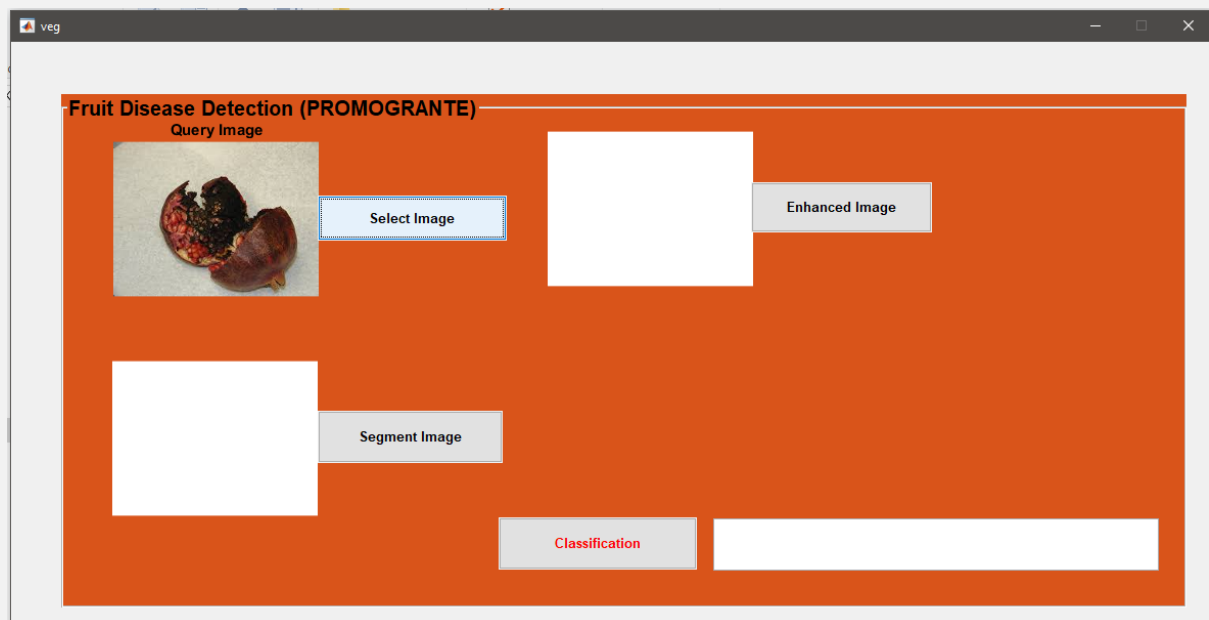 veg
Fruit Disease Detection (PROMOGRANTE)
Query Image
Select Image
Enhanced Image
Segment Image
Classification